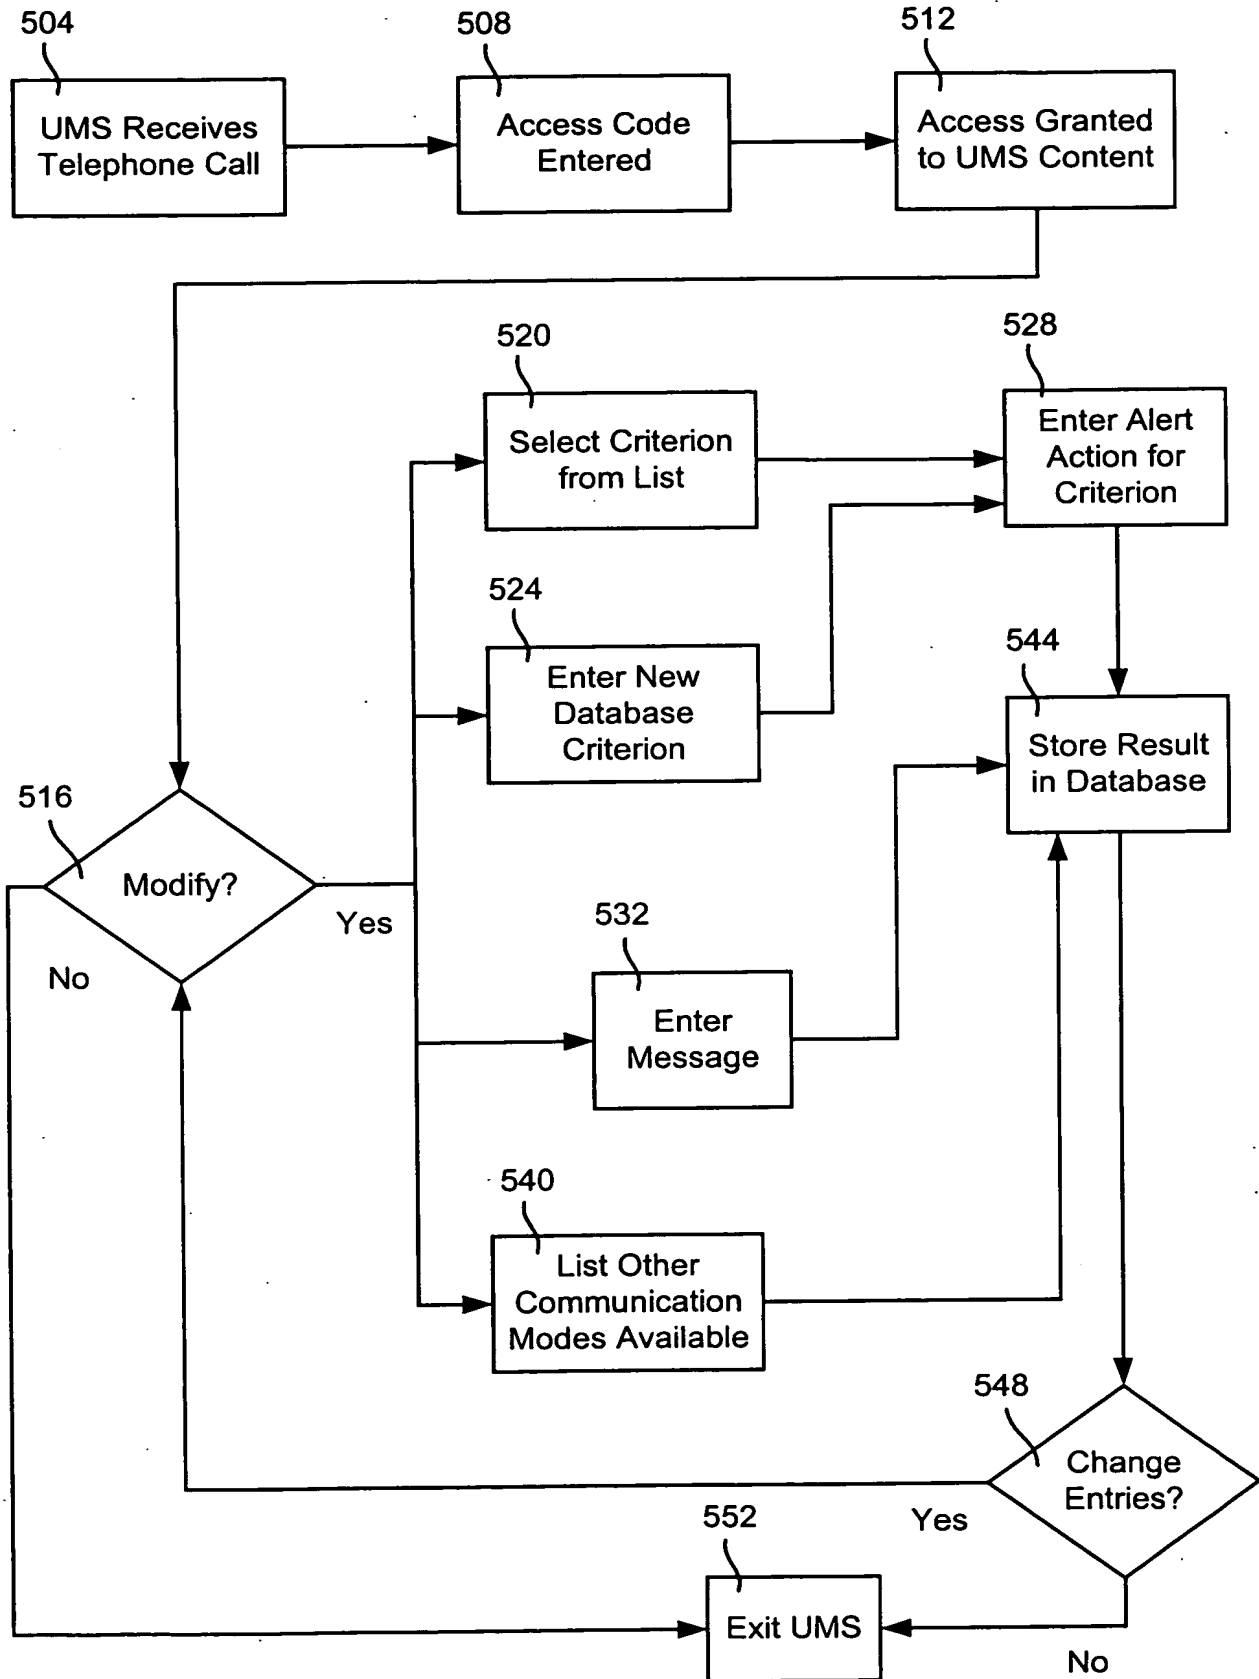 504
UMS Receives
Telephone Call
508
Access Code
Entered
512
Access Granted
to UMS Content
520
Select Criterion
from List
528
Enter Alert
Action for
Criterion
524
Enter New
Database
Criterion
544
Store Result
in Database
516
Modify?
Yes
No
532
Enter
Message
540
List Other
Communication
Modes Available
548
Change
Entries?
Yes
No
552
Exit UMS